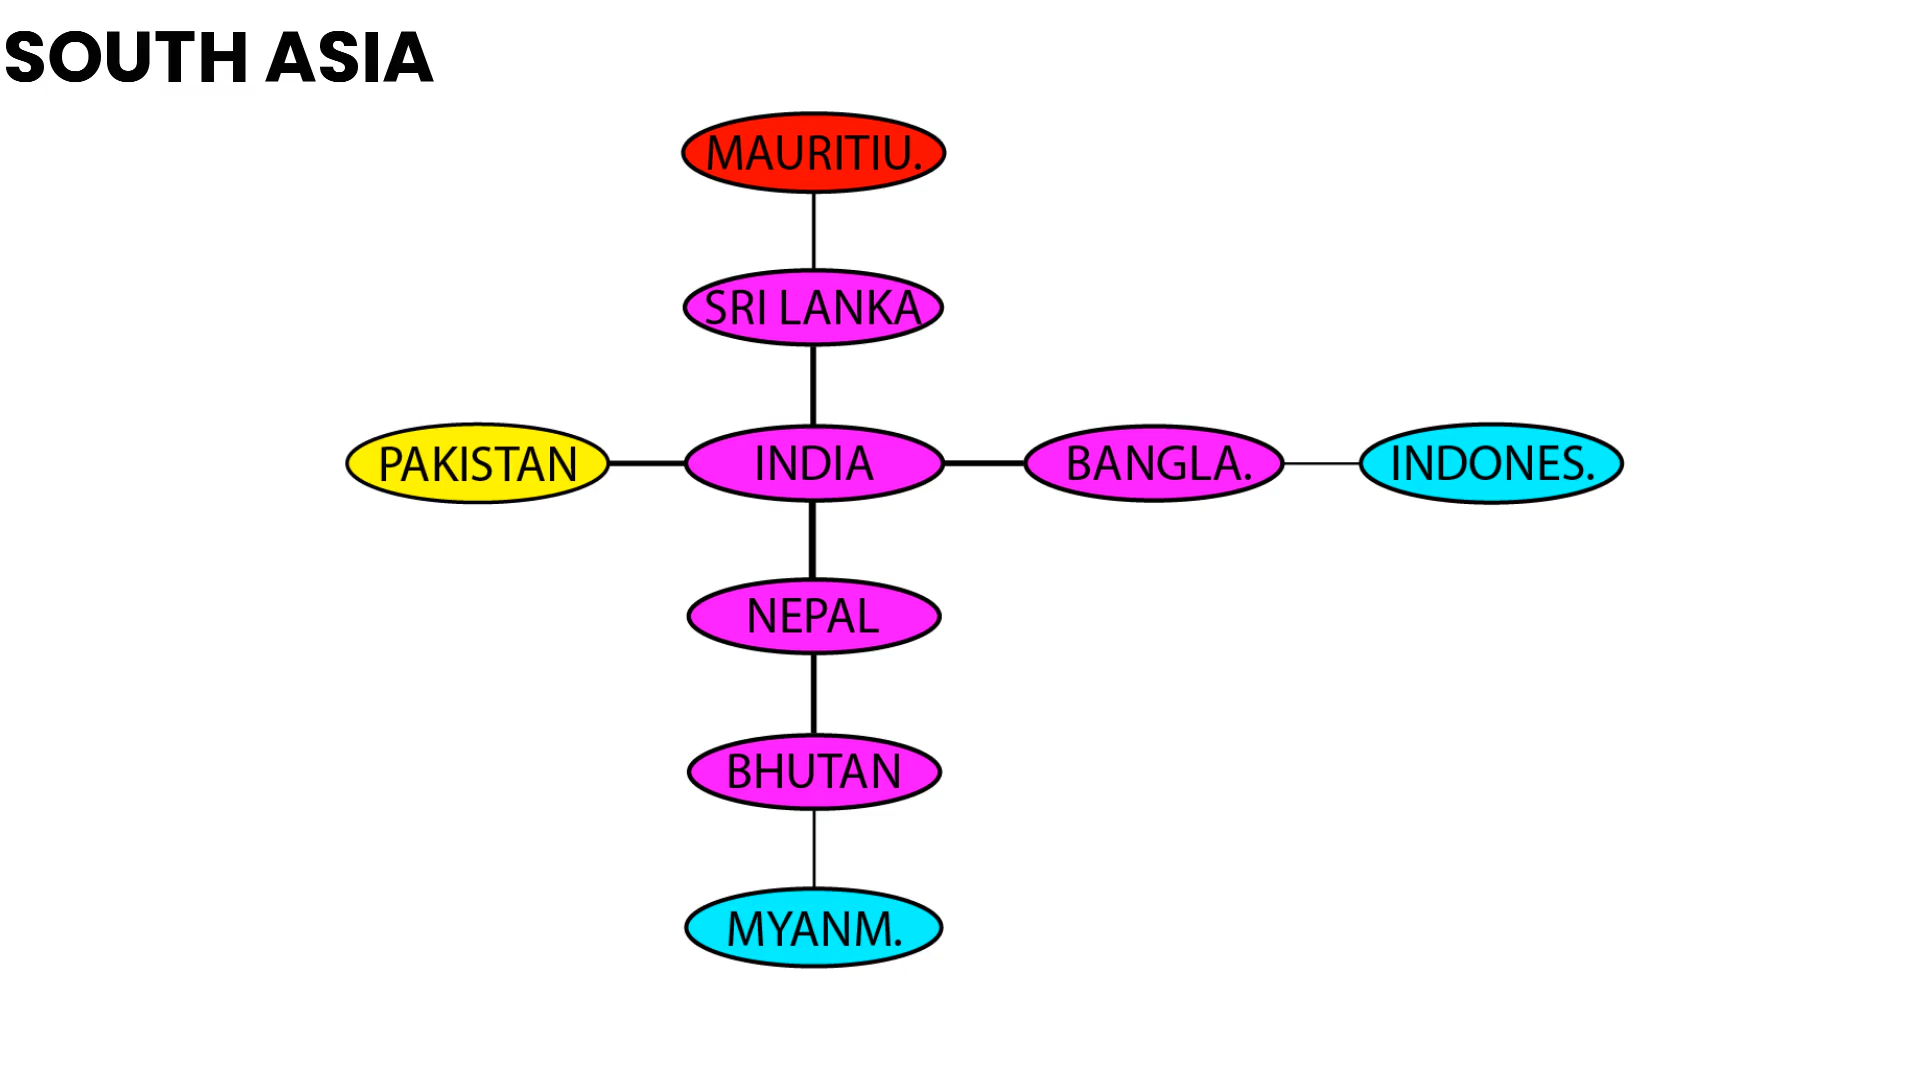 SOUTH ASIA
MAURITIU.
SRI LANKA
PAKISTAN
INDIA
BANGLA.
INDONES.
NEPAL
BHUTAN
MYANM.